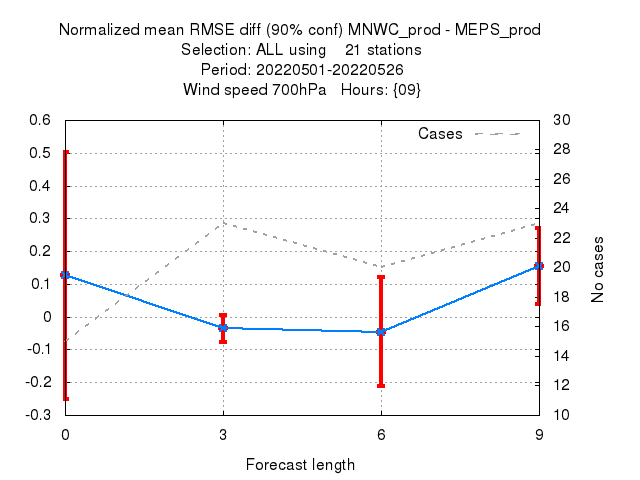 Normalized mean RMSE diff (90% conf) MNWC_prod - MEPS_prod
Selection: ALL using    21 stations
Period: 20220501-20220526
Wind speed 700hPa   Hours: {09}
Cases
0.6
0.5
0.4
0.3
0.2
0.1
0
-0.1
-0.2
-0.3
30
28
26
24
22
20
18
16
14
12
10
No cases
0 3 6 9
Forecast length